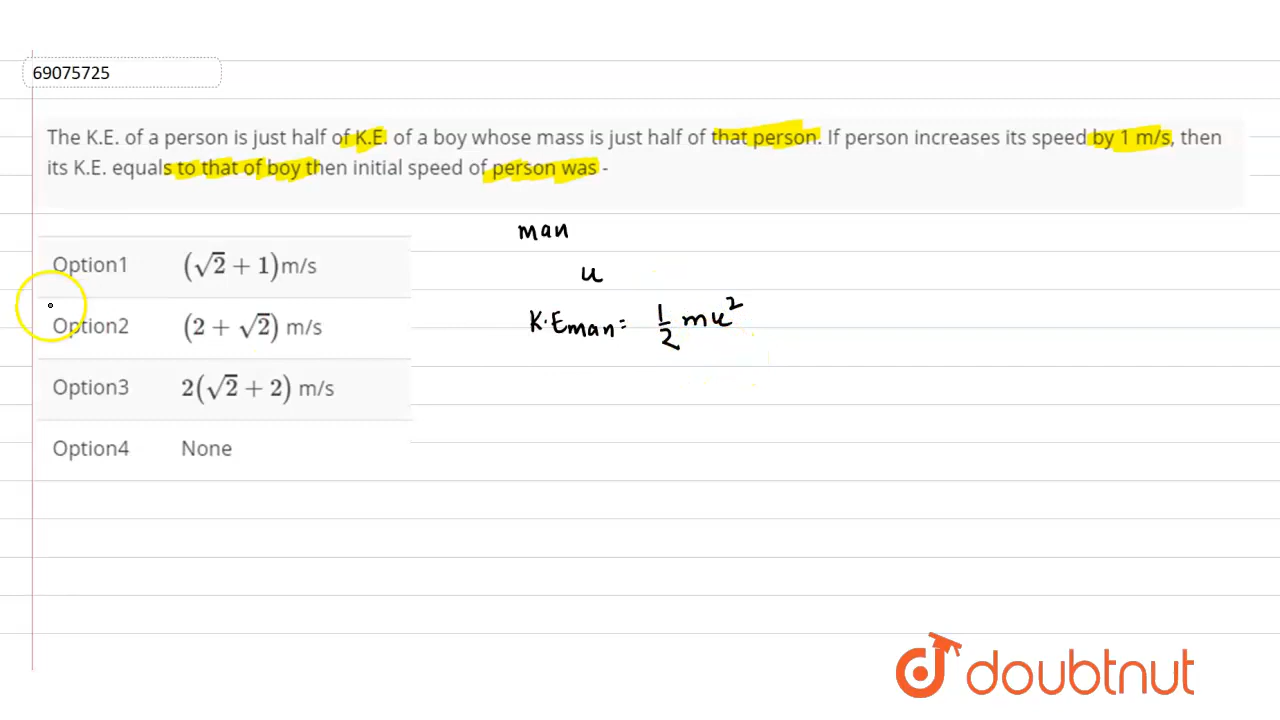 69075725
The K.E. of a person is just half of K.E. of a boy whose mass is just half of that person. If person increases its speed by 1 m/s, then
its K.E. equals to that of boy then initial speed of person was -
Option1 (√2 + 1)m/s
Option2 (2 + √2) m/s
Option3 2(√2 + 2) m/s
Option4 None
man
u
K.E man = 1/2 mu²
doubtnut